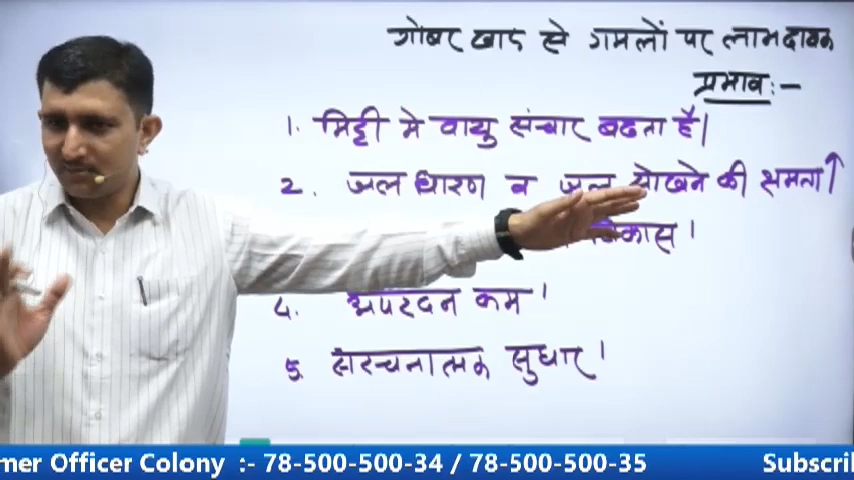 गोबर खाद से गमलों पर लाभदायक
प्रभाव :-
1. मिट्टी मे वायु संचार बढता है।
2. जल धारण व जल सोखने की क्षमता↑
विकास।
4. अपरदन कम।
5. संरचनात्मक सुधार।
mer Officer Colony :- 78-500-500-34 / 78-500-500-35 Subscri